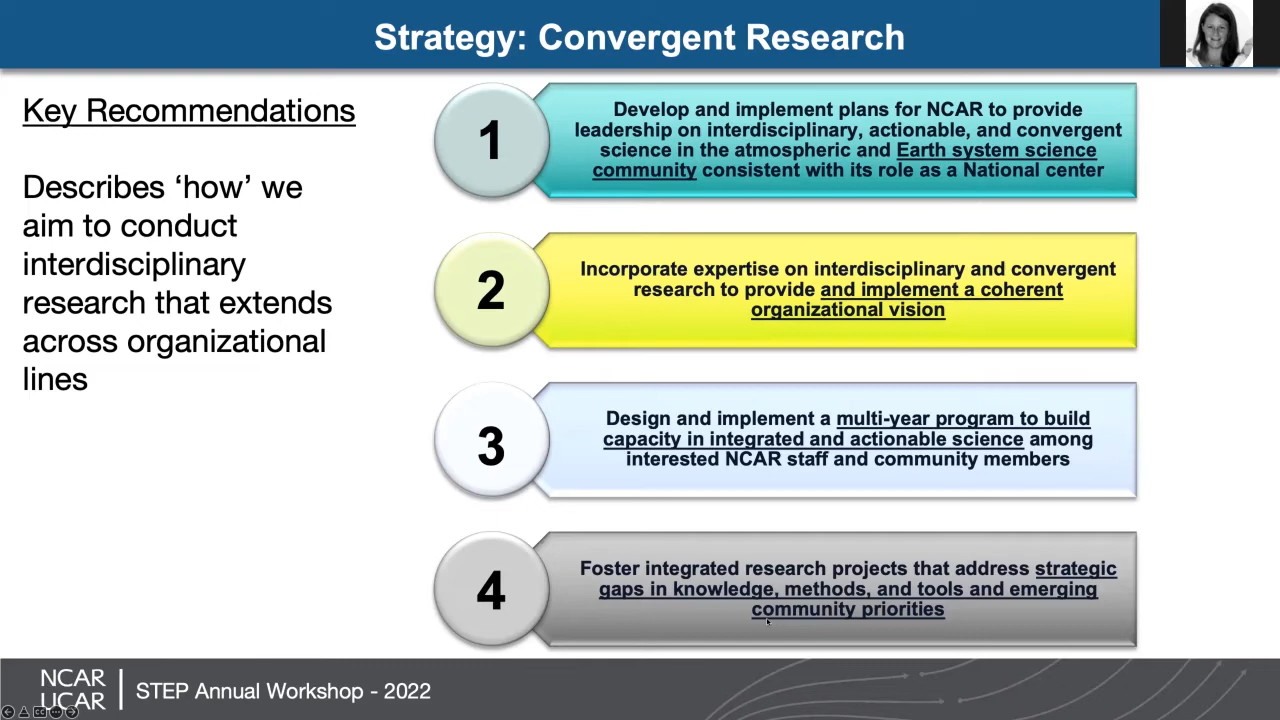 Strategy: Convergent Research
Key Recommendations
Describes ‘how’ we
aim to conduct
interdisciplinary
research that extends
across organizational
lines
1
Develop and implement plans for NCAR to provide
leadership on interdisciplinary, actionable, and convergent
science in the atmospheric and Earth system science
community consistent with its role as a National center
2
Incorporate expertise on interdisciplinary and convergent
research to provide and implement a coherent
organizational vision
3
Design and implement a multi-year program to build
capacity in integrated and actionable science among
interested NCAR staff and community members
4
Foster integrated research projects that address strategic
gaps in knowledge, methods, and tools and emerging
community priorities
NCAR
UCAR
STEP Annual Workshop - 2022